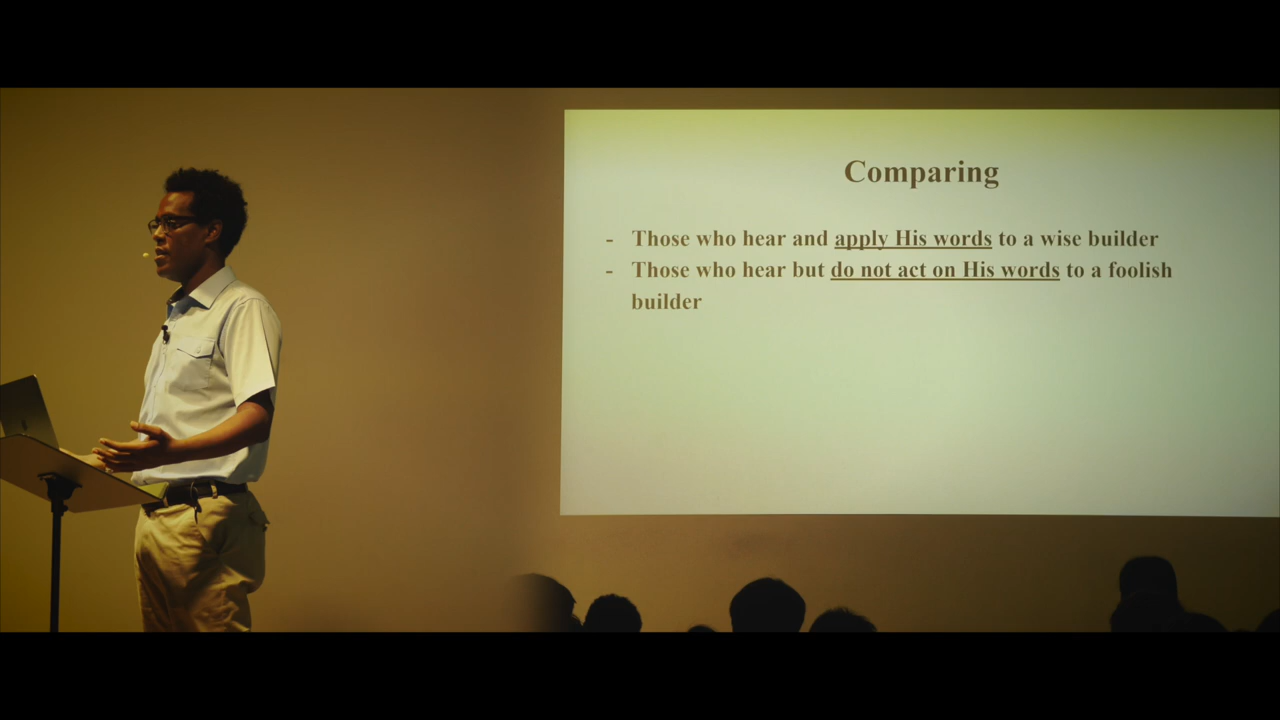 Comparing
- Those who hear and apply His words to a wise builder
- Those who hear but do not act on His words to a foolish
builder